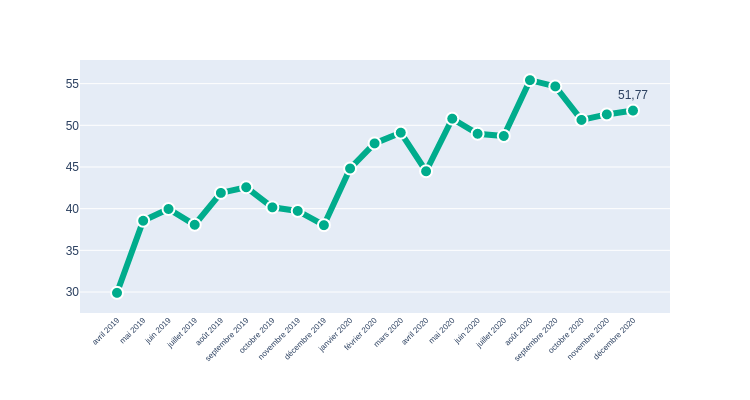 55
50
45
40
35
30
51,77
avril 2019
mai 2019
juin 2019
juillet 2019
août 2019
septembre 2019
octobre 2019
novembre 2019
décembre 2019
janvier 2020
février 2020
mars 2020
avril 2020
mai 2020
juin 2020
juillet 2020
août 2020
septembre 2020
octobre 2020
novembre 2020
décembre 2020